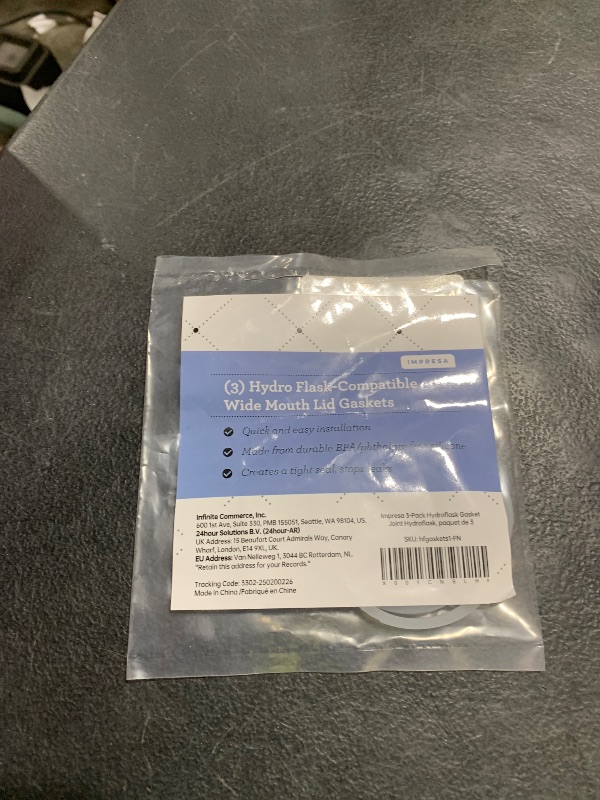 IMPRESA
(3) Hydro Flask-Compatible
Wide Mouth Lid Gaskets
Quick and easy installation
Made from durable BPA/phthalate
Creates a tight seal, stops leaks
Infinite Commerce, Inc.
600 1st Ave, Suite 330, PMB 155051, Seattle, WA 98104, US.
24hour Solutions B.V. (24hour-AR)
UK Address: 15 Beaufort Court Admirals Way, Canary
Wharf, London, E14 9XL, UK.
EU Address: Van Nelleweg 1, 3044 BC Rotterdam, NL.
"Retain this address for your Records."
Tracking Code: 3302-250200226
Made in China /Fabriqué en Chine
Impresa 3-Pack Hydroflask Gasket
Joint Hydroflask, paquet de 3
SKU: hfgaskets1-FN